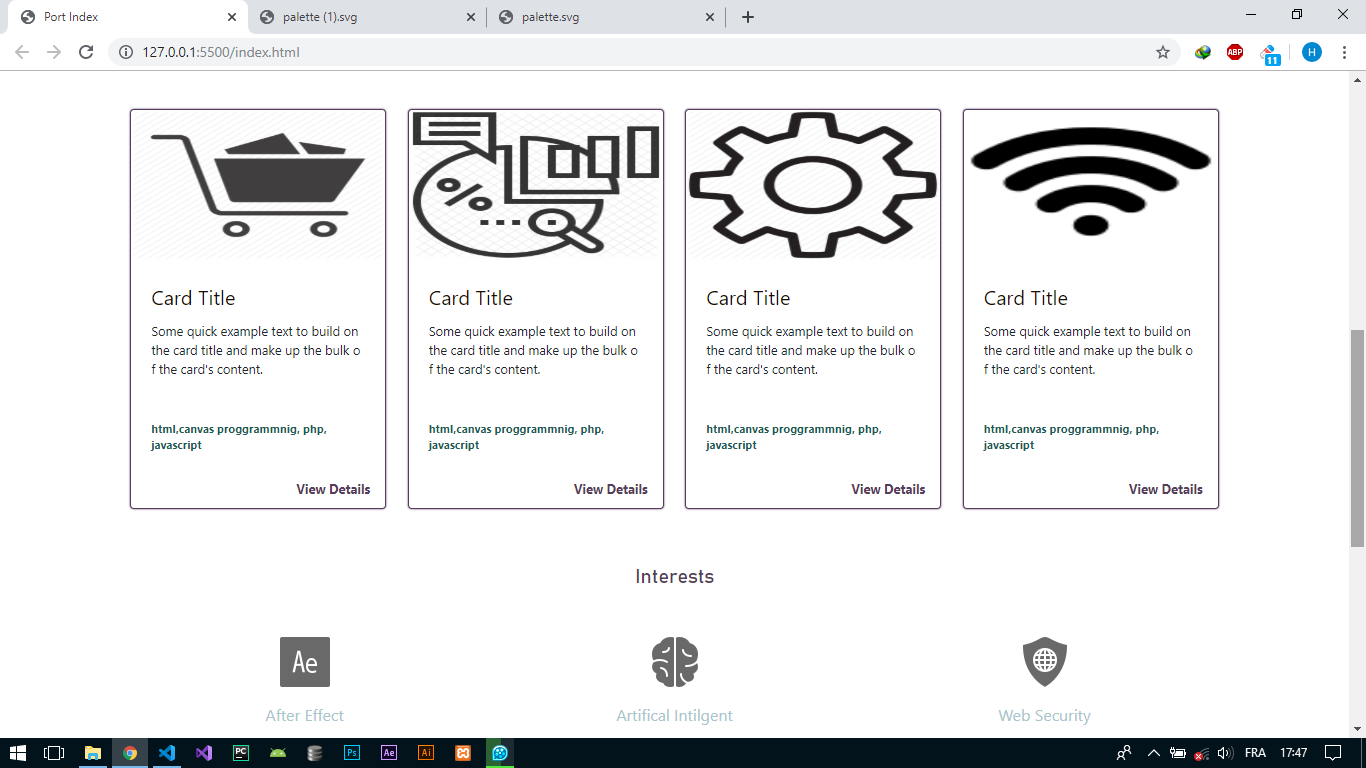 Port Index
palette (1).svg
palette.svg
127.0.0.1:5500/index.html
ABP
11
H
%
Card Title
Some quick example text to build on
the card title and make up the bulk o
f the card's content.
html,canvas proggrammnig, php,
javascript
View Details
Card Title
Some quick example text to build on
the card title and make up the bulk o
f the card's content.
html,canvas proggrammnig, php,
javascript
View Details
Card Title
Some quick example text to build on
the card title and make up the bulk o
f the card's content.
html,canvas proggrammnig, php,
javascript
View Details
Card Title
Some quick example text to build on
the card title and make up the bulk o
f the card's content.
html,canvas proggrammnig, php,
javascript
View Details
Interests
Ae
After Effect
Artifical Intilgent
Web Security
PC
Ps
Ae
Ai
FRA
17:47